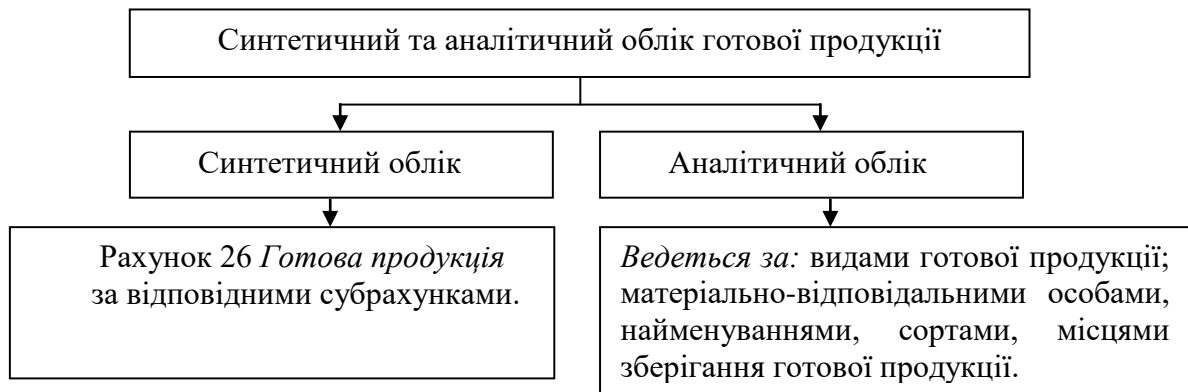 Синтетичний та аналітичний облік готової продукції
Синтетичний облік
Аналітичний облік
Рахунок 26 Готова продукція
за відповідними субрахунками.
Ведеться за: видами готової продукції;
матеріально-відповідальними особами,
найменуваннями, сортами, місцями
зберігання готової продукції.